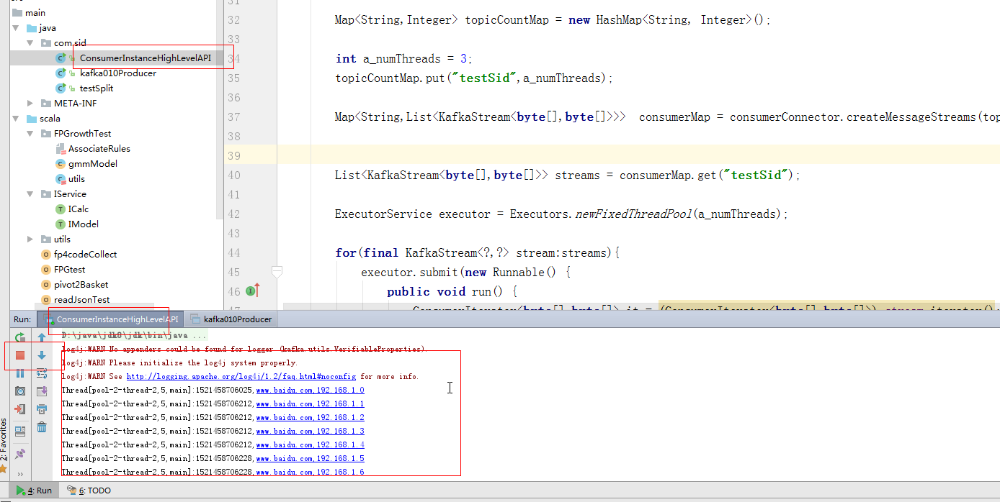 main
java
com.sid
ConsumerInstanceHighLevelAPI
kafka010Producer
testSplit
META-INF
scala
FPGrowthTest
AssociateRules
gmmModel
utils
IService
ICalc
IModel
utils
fp4codeCollect
FPGtest
pivot2Basket
readJsonTest
31
32 Map<String,Integer> topicCountMap = new HashMap<String, Integer>();
33
34 int a_numThreads = 3;
35 topicCountMap.put("testSid",a_numThreads);
36
37 Map<String,List<KafkaStream<byte[],byte[]>>> consumerMap = consumerConnector.createMessageStreams(top
38
39
40 List<KafkaStream<byte[],byte[]>> streams = consumerMap.get("testSid");
41
42 ExecutorService executor = Executors.newFixedThreadPool(a_numThreads);
43
44 for(final KafkaStream<?,?> stream:streams){
45 executor.submit(new Runnable() {
46 public void run() {
47 ConsumerIterator<byte[],byte[]> it = (ConsumerIterator<byte[],byte[]>) stream.iterator();
Run: ConsumerInstanceHighLevelAPI kafka010Producer
D:\java\jdk8\jdk\bin\java ...
log4j:WARN No appenders could be found for logger (kafka.utils.VerifiableProperties).
log4j:WARN Please initialize the log4j system properly.
log4j:WARN See http://logging.apache.org/log4j/1.2/faq.html#noconfig for more info.
Thread[pool-2-thread-2,5,main]:1521458706025,www.baidu.com,192.168.1.0
Thread[pool-2-thread-2,5,main]:1521458706212,www.baidu.com,192.168.1.1
Thread[pool-2-thread-2,5,main]:1521458706212,www.baidu.com,192.168.1.2
Thread[pool-2-thread-2,5,main]:1521458706212,www.baidu.com,192.168.1.3
Thread[pool-2-thread-2,5,main]:1521458706212,www.baidu.com,192.168.1.4
Thread[pool-2-thread-2,5,main]:1521458706228,www.baidu.com,192.168.1.5
Thread[pool-2-thread-2,5,main]:1521458706228,www.baidu.com,192.168.1.6
2: Favorites
4: Run 6: TODO